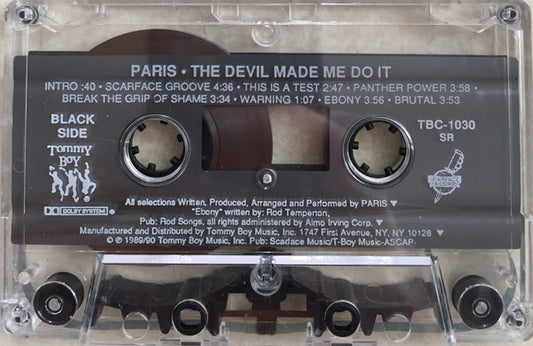 PARIS • THE DEVIL MADE ME DO IT
INTRO :40 • SCARFACE GROOVE 4:36 • THIS IS A TEST 2:47 • PANTHER POWER 3:58 •
BREAK THE GRIP OF SHAME 3:34 • WARNING 1:07 • EBONY 3:56 • BRUTAL 3:53
BLACK
SIDE
Tommy
Boy
DOLBY SYSTEM
TBC-1030
SR
SCARFACE
RECORDS
All selections Written, Produced, Arranged and Performed by PARIS ▼
"Ebony" written by: Rod Temperton,
Pub: Rod Songs, all rights administered by Almo Irving Corp. ▼
Manufactured and Distributed by Tommy Boy Music, Inc. 1747 First Avenue, NY, NY 10128 ▼
© ℗ 1989/90 Tommy Boy Music, Inc. Pub: Scarface Music/T-Boy Music-ASCAP-